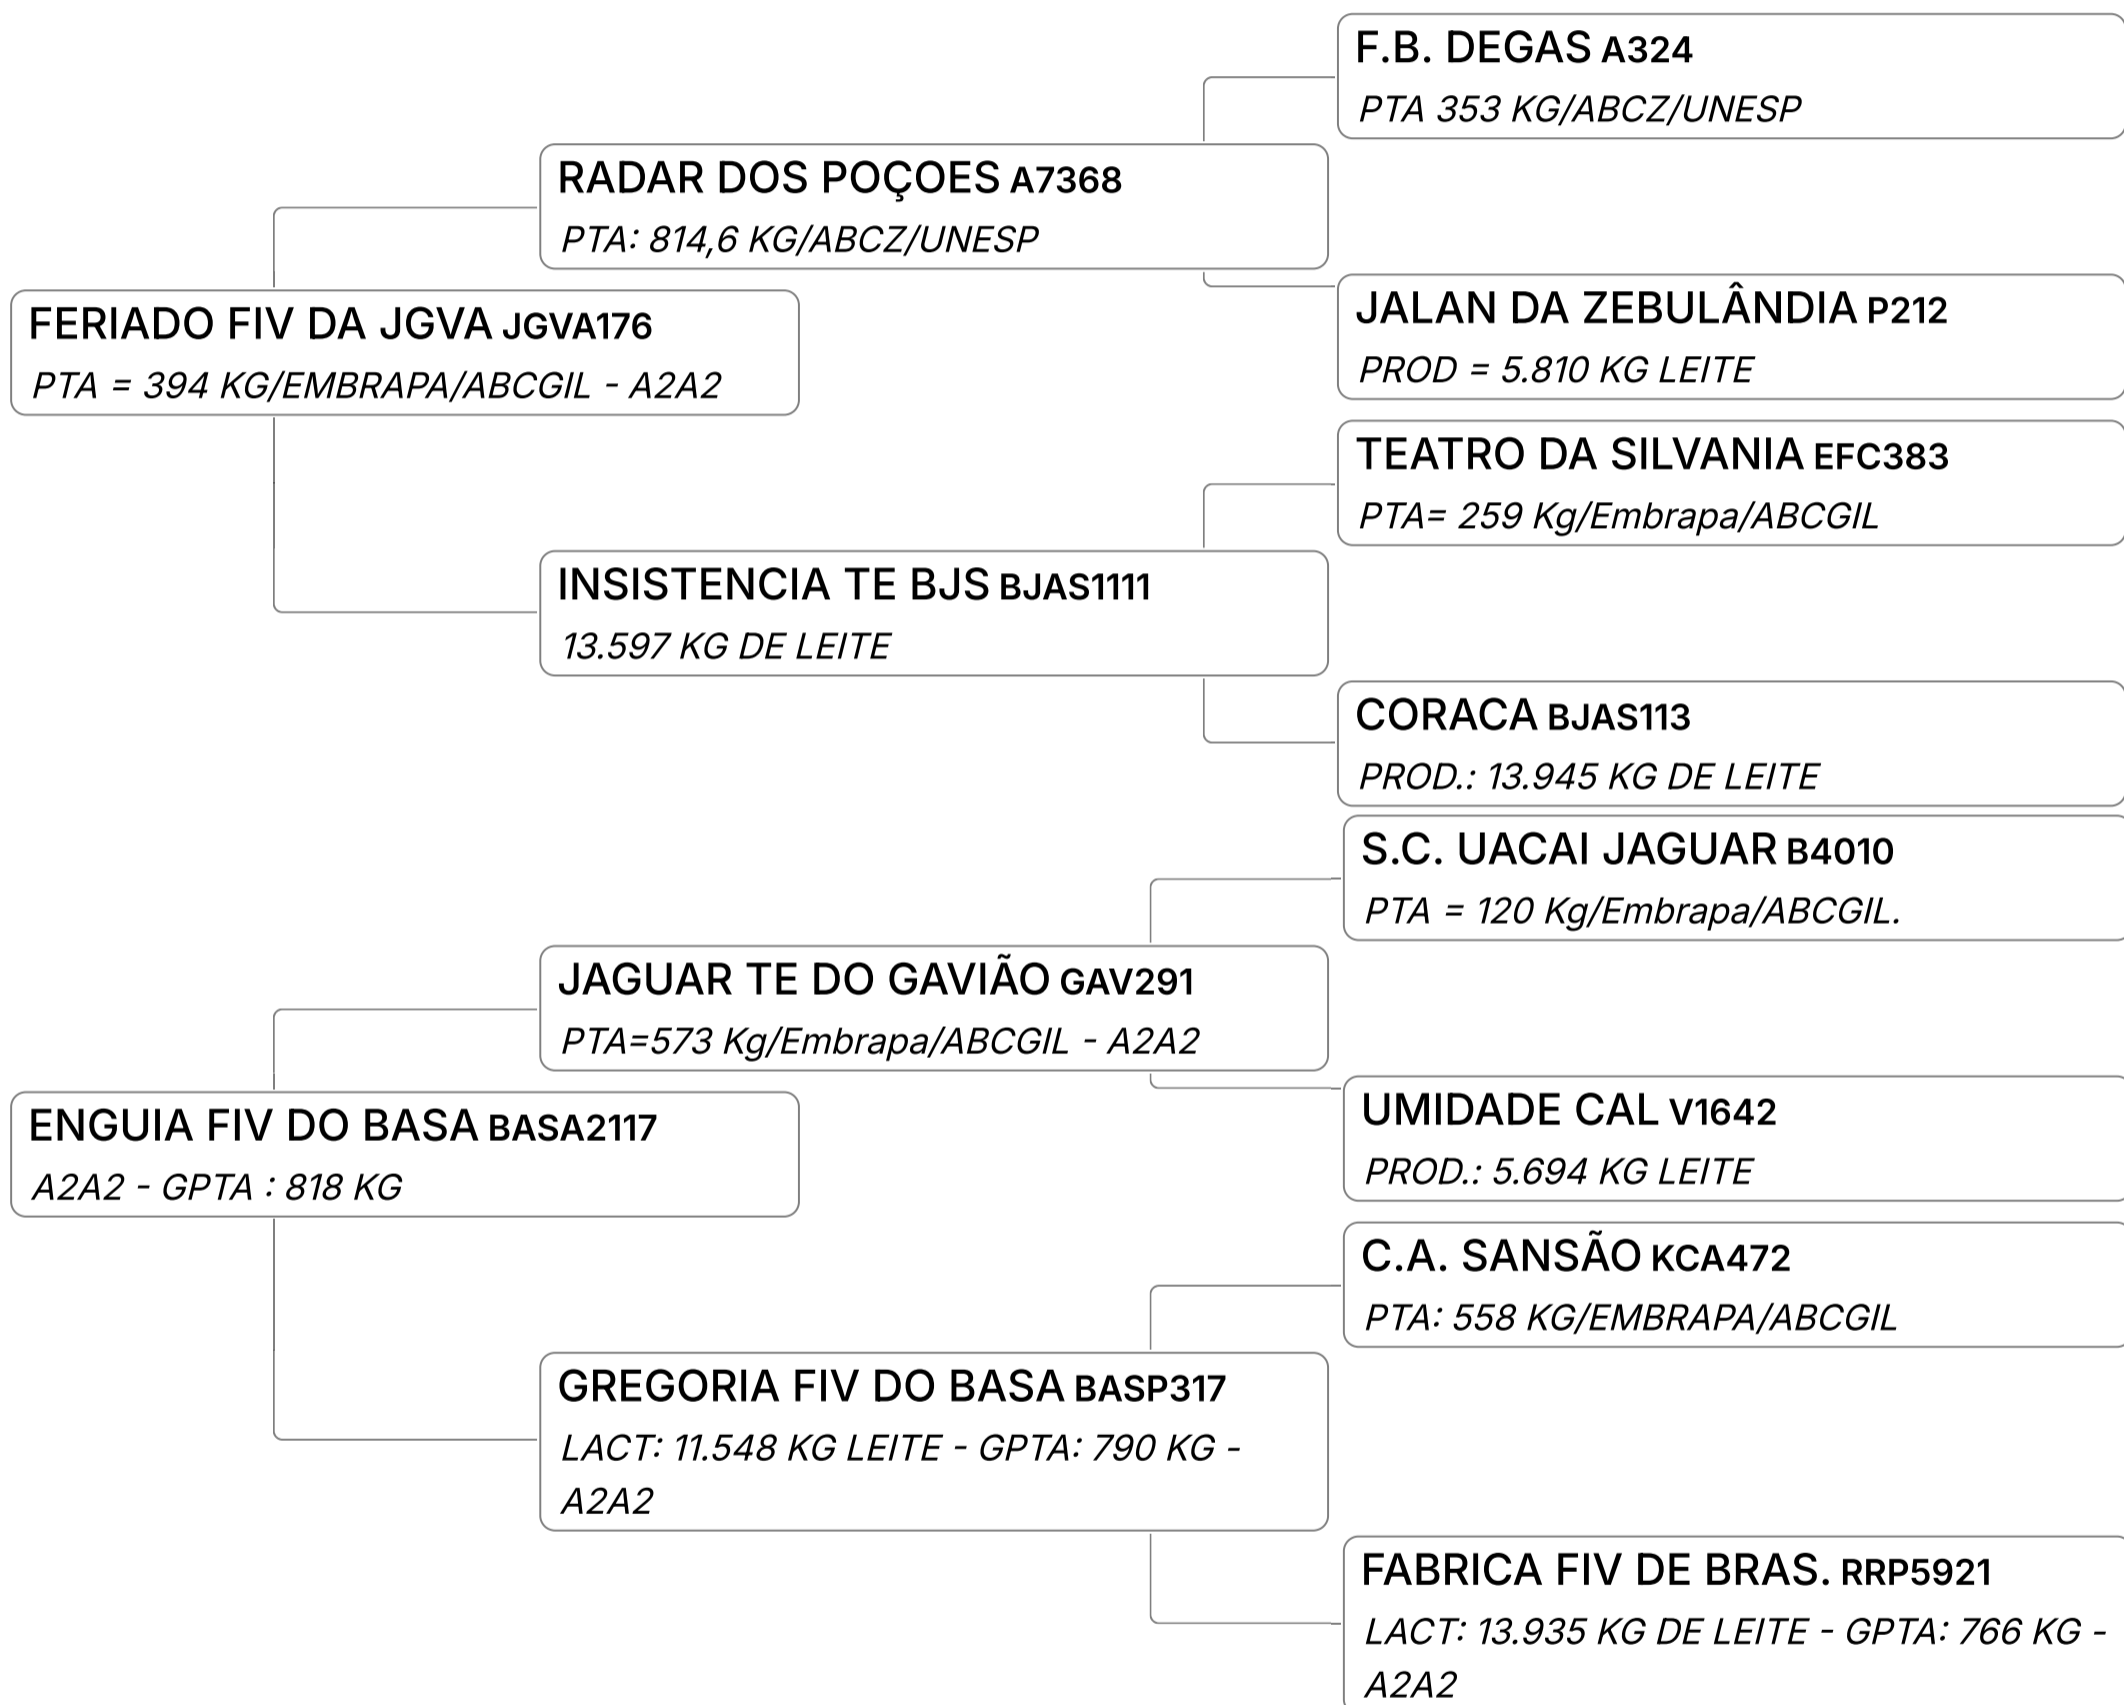 F.B. DEGAS A324
PTA 353 KG/ABCZ/UNESP
RADAR DOS POÇOES A7368
PTA: 814,6 KG/ABCZ/UNESP
JALAN DA ZEBULÂNDIA P212
PROD = 5.810 KG LEITE
FERIADO FIV DA JGVA JGVA176
PTA = 394 KG/EMBRAPA/ABCGIL - A2A2
TEATRO DA SILVANIA EFC383
PTA= 259 Kg/Embrapa/ABCGIL
INSISTENCIA TE BJS BJAS1111
13.597 KG DE LEITE
CORACA BJAS113
PROD.: 13.945 KG DE LEITE
S.C. UACAI JAGUAR B4010
PTA = 120 Kg/Embrapa/ABCGIL.
JAGUAR TE DO GAVIÃO GAV291
PTA=573 Kg/Embrapa/ABCGIL - A2A2
UMIDADE CAL V1642
PROD.: 5.694 KG LEITE
ENGUIA FIV DO BASA BASA2117
A2A2 - GPTA : 818 KG
C.A. SANSÃO KCA472
PTA: 558 KG/EMBRAPA/ABCGIL
GREGORIA FIV DO BASA BASP317
LACT: 11.548 KG LEITE - GPTA: 790 KG -
A2A2
FABRICA FIV DE BRAS. RRP5921
LACT: 13.935 KG DE LEITE - GPTA: 766 KG -
A2A2